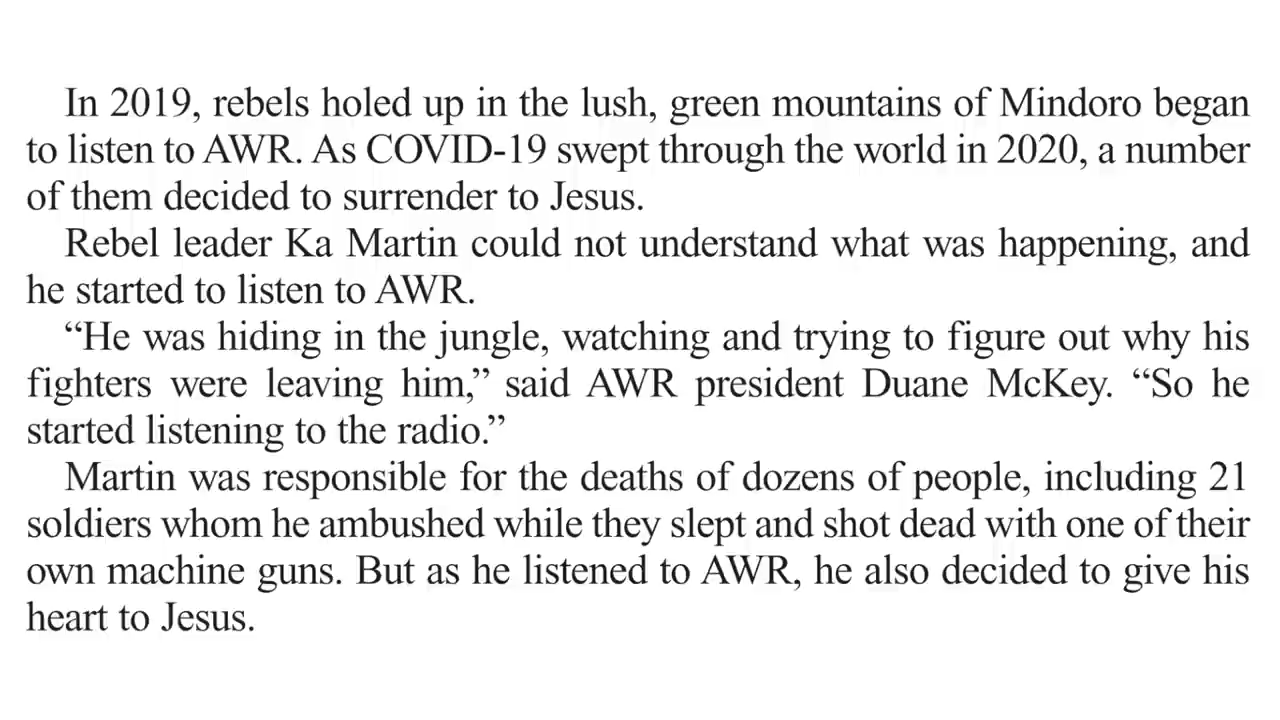 In 2019, rebels holed up in the lush, green mountains of Mindoro began
to listen to AWR. As COVID-19 swept through the world in 2020, a number
of them decided to surrender to Jesus.
Rebel leader Ka Martin could not understand what was happening, and
he started to listen to AWR.
“He was hiding in the jungle, watching and trying to figure out why his
fighters were leaving him,” said AWR president Duane McKey. “So he
started listening to the radio.”
Martin was responsible for the deaths of dozens of people, including 21
soldiers whom he ambushed while they slept and shot dead with one of their
own machine guns. But as he listened to AWR, he also decided to give his
heart to Jesus.